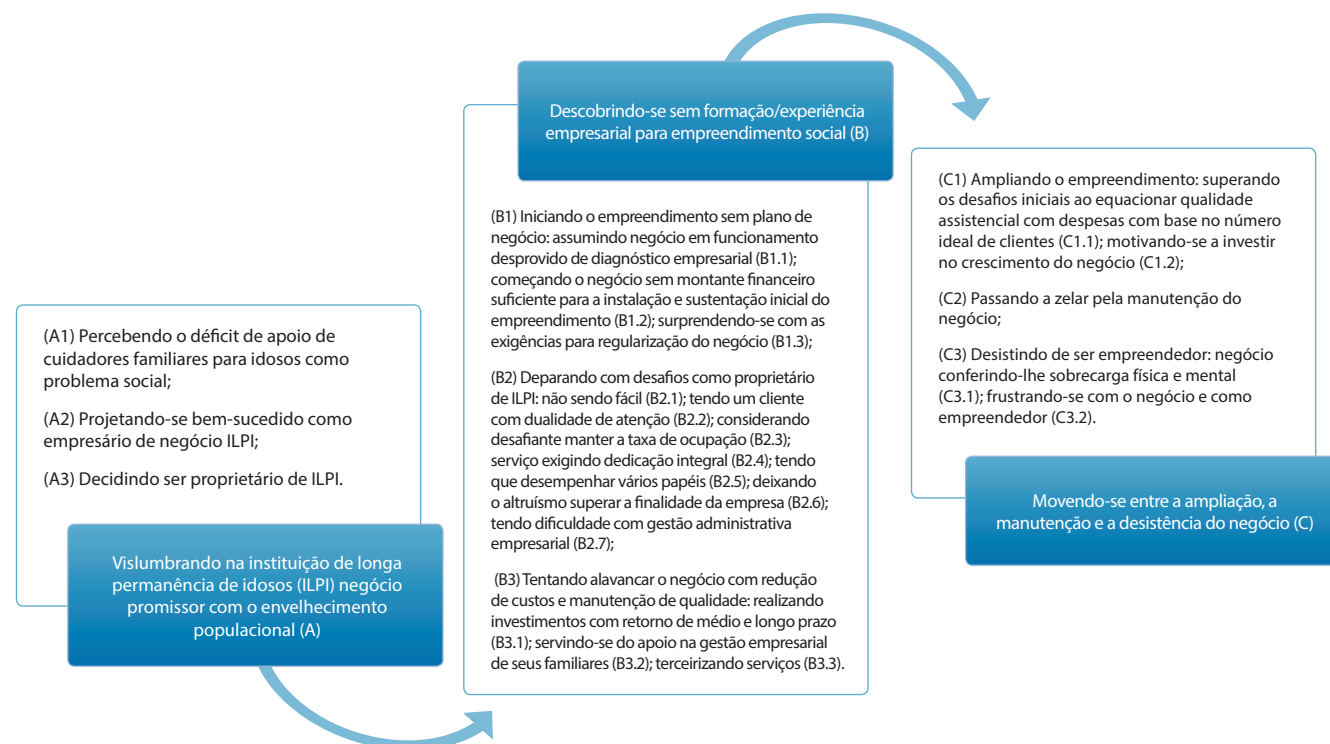 (A1) Percebendo o déficit de apoio de
cuidadores familiares para idosos como
problema social;
(A2) Projetando-se bem-sucedido como
empresário de negócio ILPI;
(A3) Decidindo ser proprietário de ILPI.
Vislumbrando na instituição de longa
permanência de idosos (ILPI) negócio
promissor com o envelhecimento
populacional (A)
Descobrindo-se sem formação/experiência
empresarial para empreendimento social (B)
(B1) Iniciando o empreendimento sem plano de
negócio: assumindo negócio em funcionamento
desprovido de diagnóstico empresarial (B1.1);
começando o negócio sem montante financeiro
suficiente para a instalação e sustentação inicial do
empreendimento (B1.2); surprendendo-se com as
exigências para regularização do negócio (B1.3);
(B2) Deparando com desafios como proprietário
de ILPI: não sendo fácil (B2.1); tendo um cliente
com dualidade de atenção (B2.2); considerando
desafiante manter a taxa de ocupação (B2.3);
serviço exigindo dedicação integral (B2.4); tendo
que desempenhar vários papéis (B2.5); deixando
o altruísmo superar a finalidade da empresa (B2.6);
tendo dificuldade com gestão administrativa
empresarial (B2.7);
(B3) Tentando alavancar o negócio com redução
de custos e manutenção de qualidade: realizando
investimentos com retorno de médio e longo prazo
(B3.1); servindo-se do apoio na gestão empresarial
de seus familiares (B3.2); terceirizando serviços (B3.3).
(C1) Ampliando o empreendimento: superando
os desafios iniciais ao equacionar qualidade
assistencial com despesas com base no número
ideal de clientes (C1.1); motivando-se a investir
no crescimento do negócio (C1.2);
(C2) Passando a zelar pela manutenção do
negócio;
(C3) Desistindo de ser empreendedor: negócio
conferindo-lhe sobrecarga física e mental
(C3.1); frustrando-se com o negócio e como
empreendedor (C3.2).
Movendo-se entre a ampliação, a
manutenção e a desistência do negócio (C)